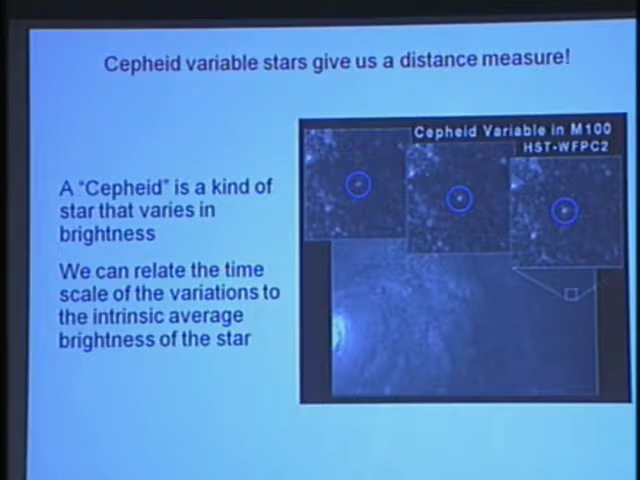 Cepheid variable stars give us a distance measure!
Cepheid Variable in M100
HST-WFPC2
A "Cepheid" is a kind of
star that varies in
brightness
We can relate the time
scale of the variations to
the intrinsic average
brightness of the star